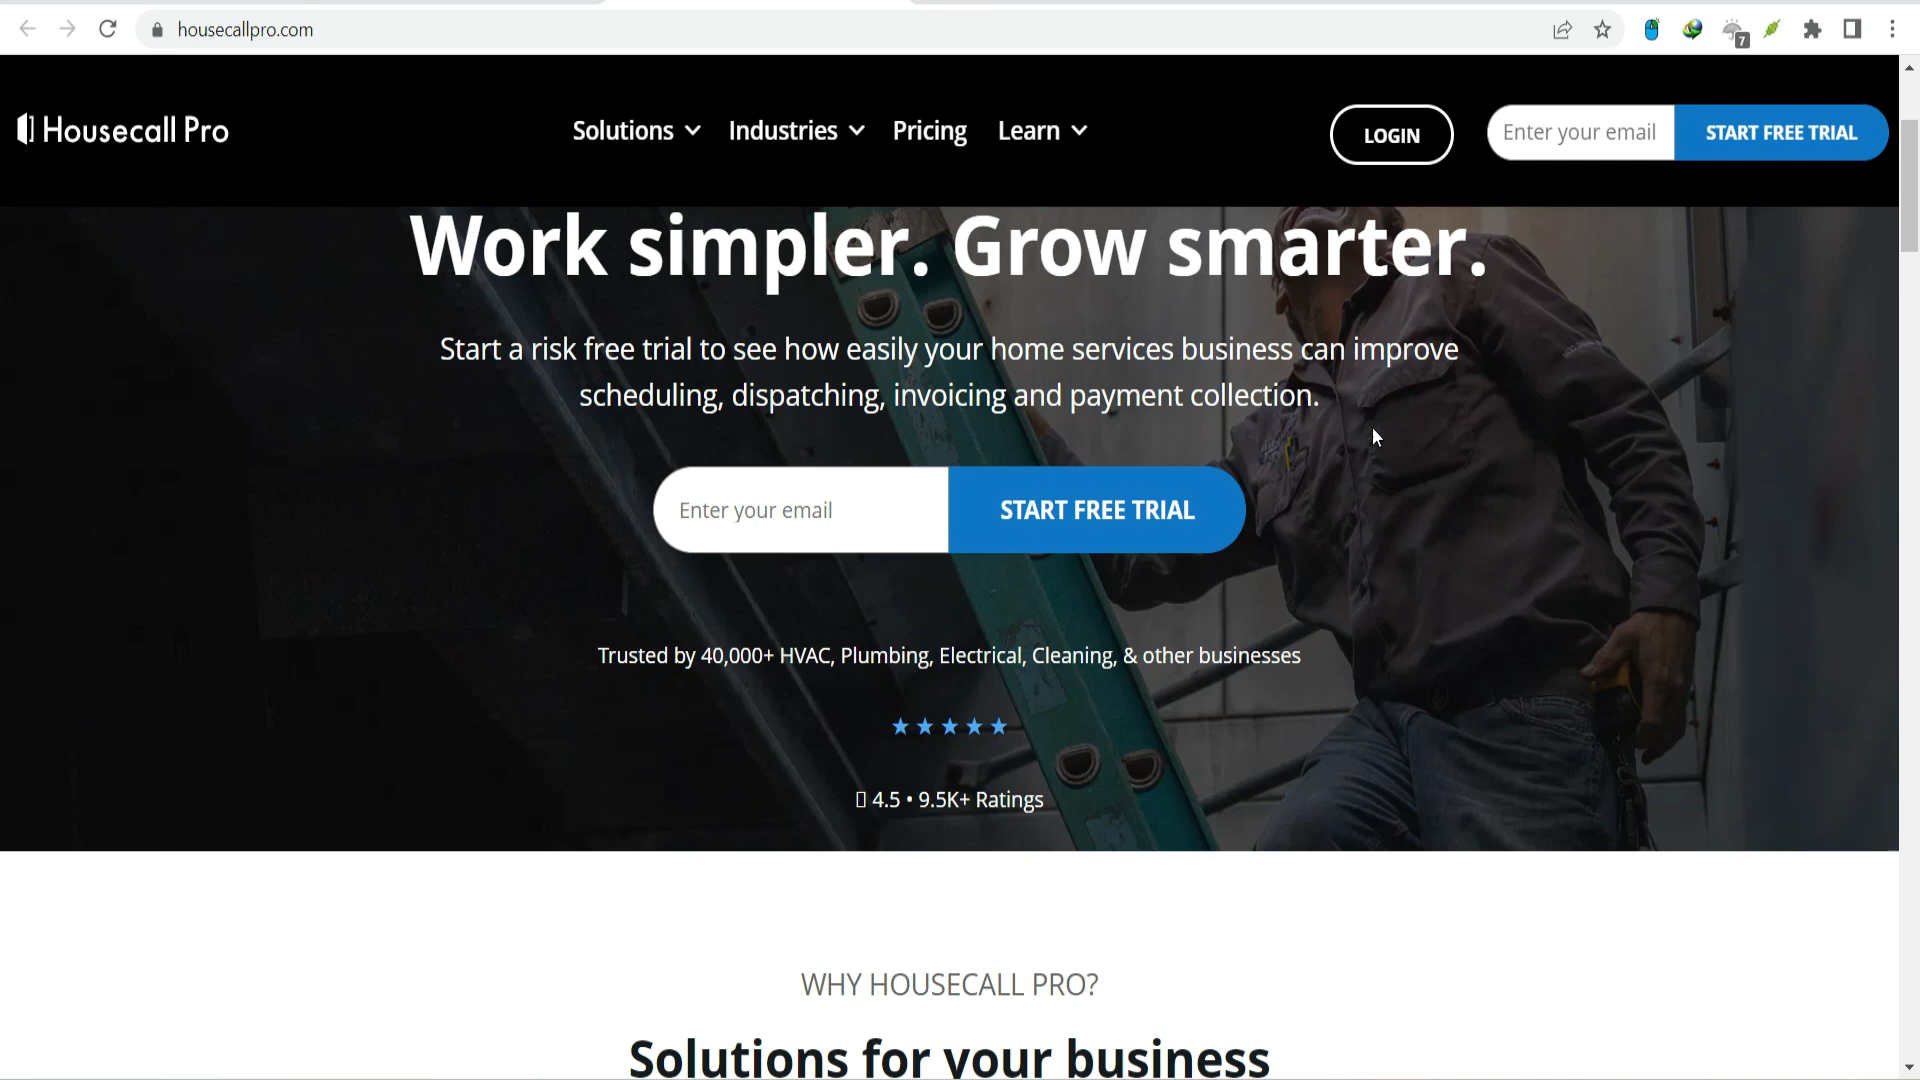 housecallpro.com
7
Housecall Pro
Solutions
Industries
Pricing
Learn
LOGIN
Enter your email
START FREE TRIAL
Work simpler. Grow smarter.
Start a risk free trial to see how easily your home services business can improve
scheduling, dispatching, invoicing and payment collection.
Enter your email
START FREE TRIAL
Trusted by 40,000+ HVAC, Plumbing, Electrical, Cleaning, & other businesses
4.5 • 9.5K+ Ratings
WHY HOUSECALL PRO?
Solutions for your business